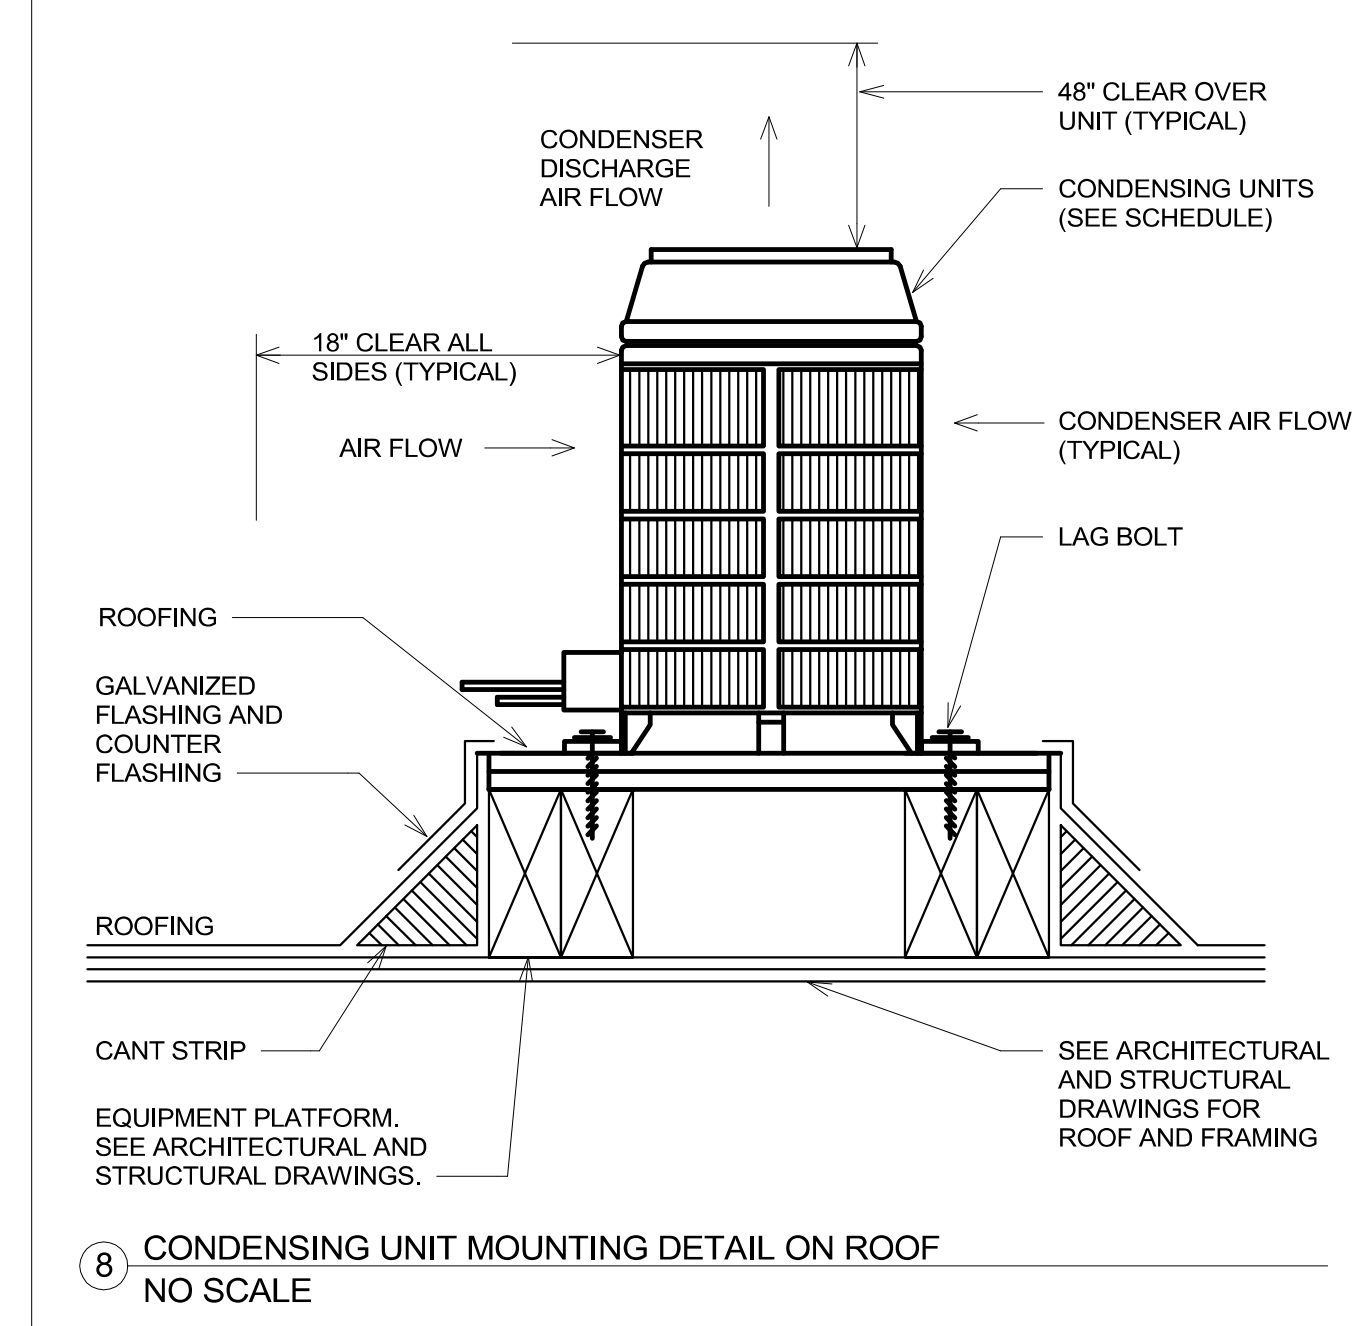 48" CLEAR OVER
UNIT (TYPICAL)
CONDENSER
DISCHARGE
AIR FLOW
CONDENSING UNITS
(SEE SCHEDULE)
18" CLEAR ALL
SIDES (TYPICAL)
AIR FLOW
CONDENSER AIR FLOW
(TYPICAL)
LAG BOLT
ROOFING
GALVANIZED
FLASHING AND
COUNTER
FLASHING
ROOFING
CANT STRIP
EQUIPMENT PLATFORM.
SEE ARCHITECTURAL AND
STRUCTURAL DRAWINGS.
SEE ARCHITECTURAL
AND STRUCTURAL
DRAWINGS FOR
ROOF AND FRAMING
8 CONDENSING UNIT MOUNTING DETAIL ON ROOF
NO SCALE